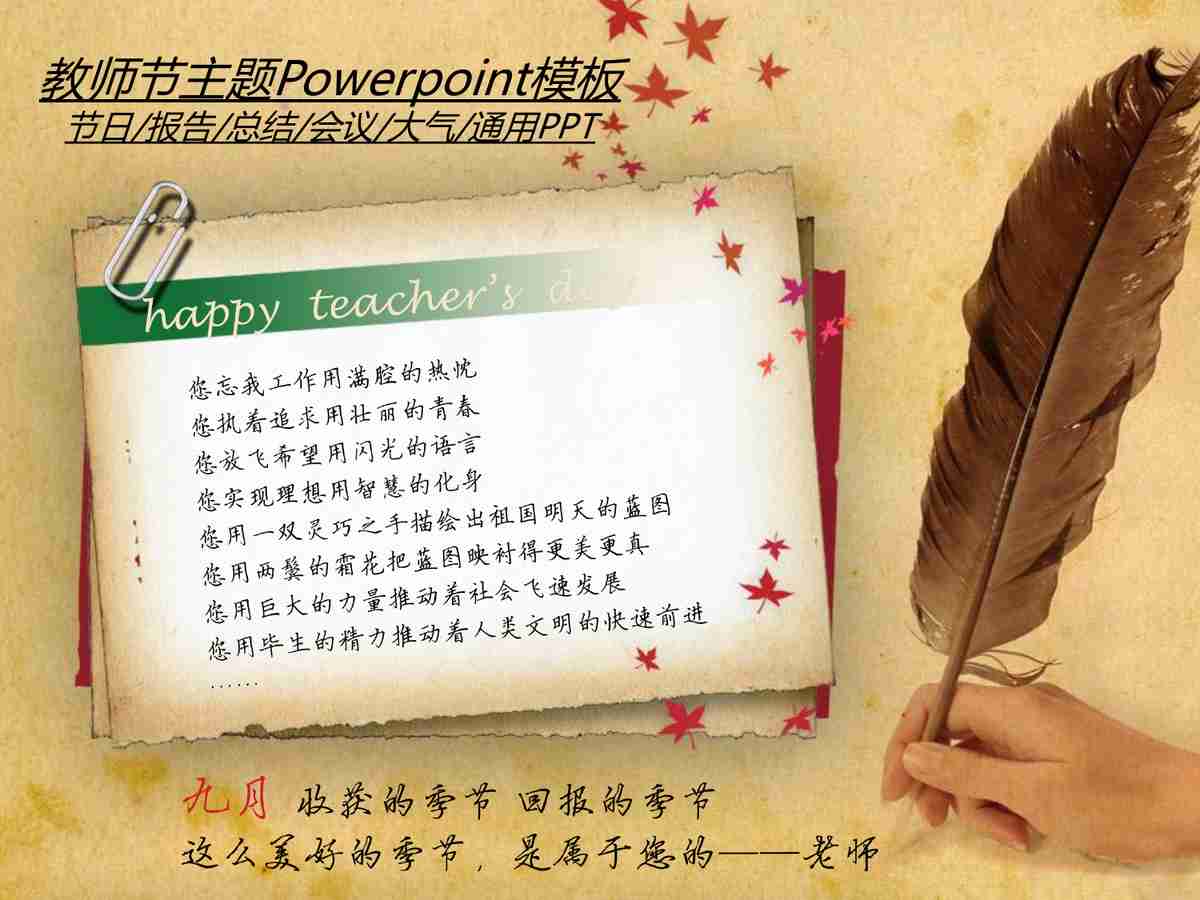 教师节主题Powerpoint模板
节日/报告/总结/会议/大气/通用PPT
happy teacher's day
您忘我工作用满腔的热忱
您执着追求用壮丽的青春
您放飞希望用闪光的语言
您实现理想用智慧的化身
您用一双灵巧之手描绘出祖国明天的蓝图
您用两鬓的霜花把蓝图映衬得更美更真
您用巨大的力量推动着社会飞速发展
您用毕生的精力推动着人类文明的快速前进
……
九月 收获的季节 回报的季节
这么美好的季节，是属于您的——老师